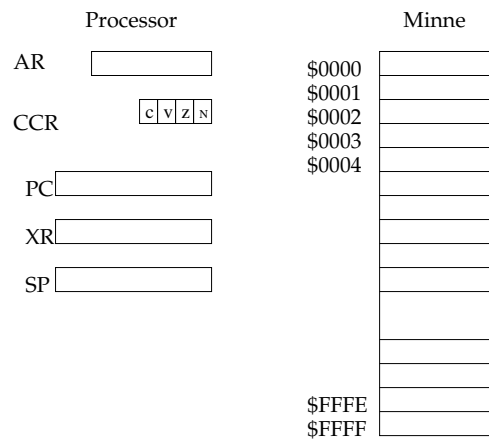 Processor
Minne
AR
$0000
$0001
CCR
c v z N
$0002
$0003
$0004
PC
XR
SP
$FFFE
$FFFF